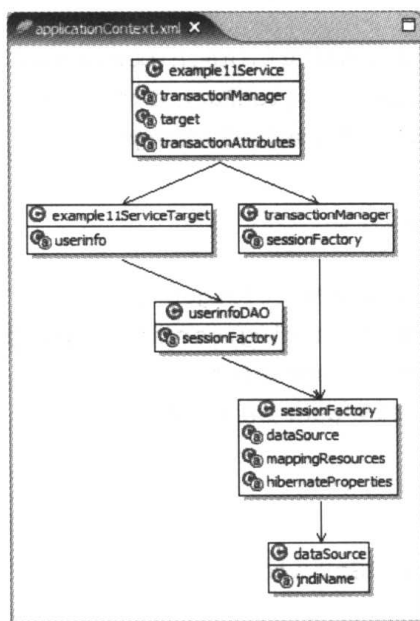 applicationContext.xml
example11Service
transactionManager
target
transactionAttributes
example11ServiceTarget
userinfo
transactionManager
sessionFactory
userinfoDAO
sessionFactory
sessionFactory
dataSource
mappingResources
hibernateProperties
dataSource
jndiName